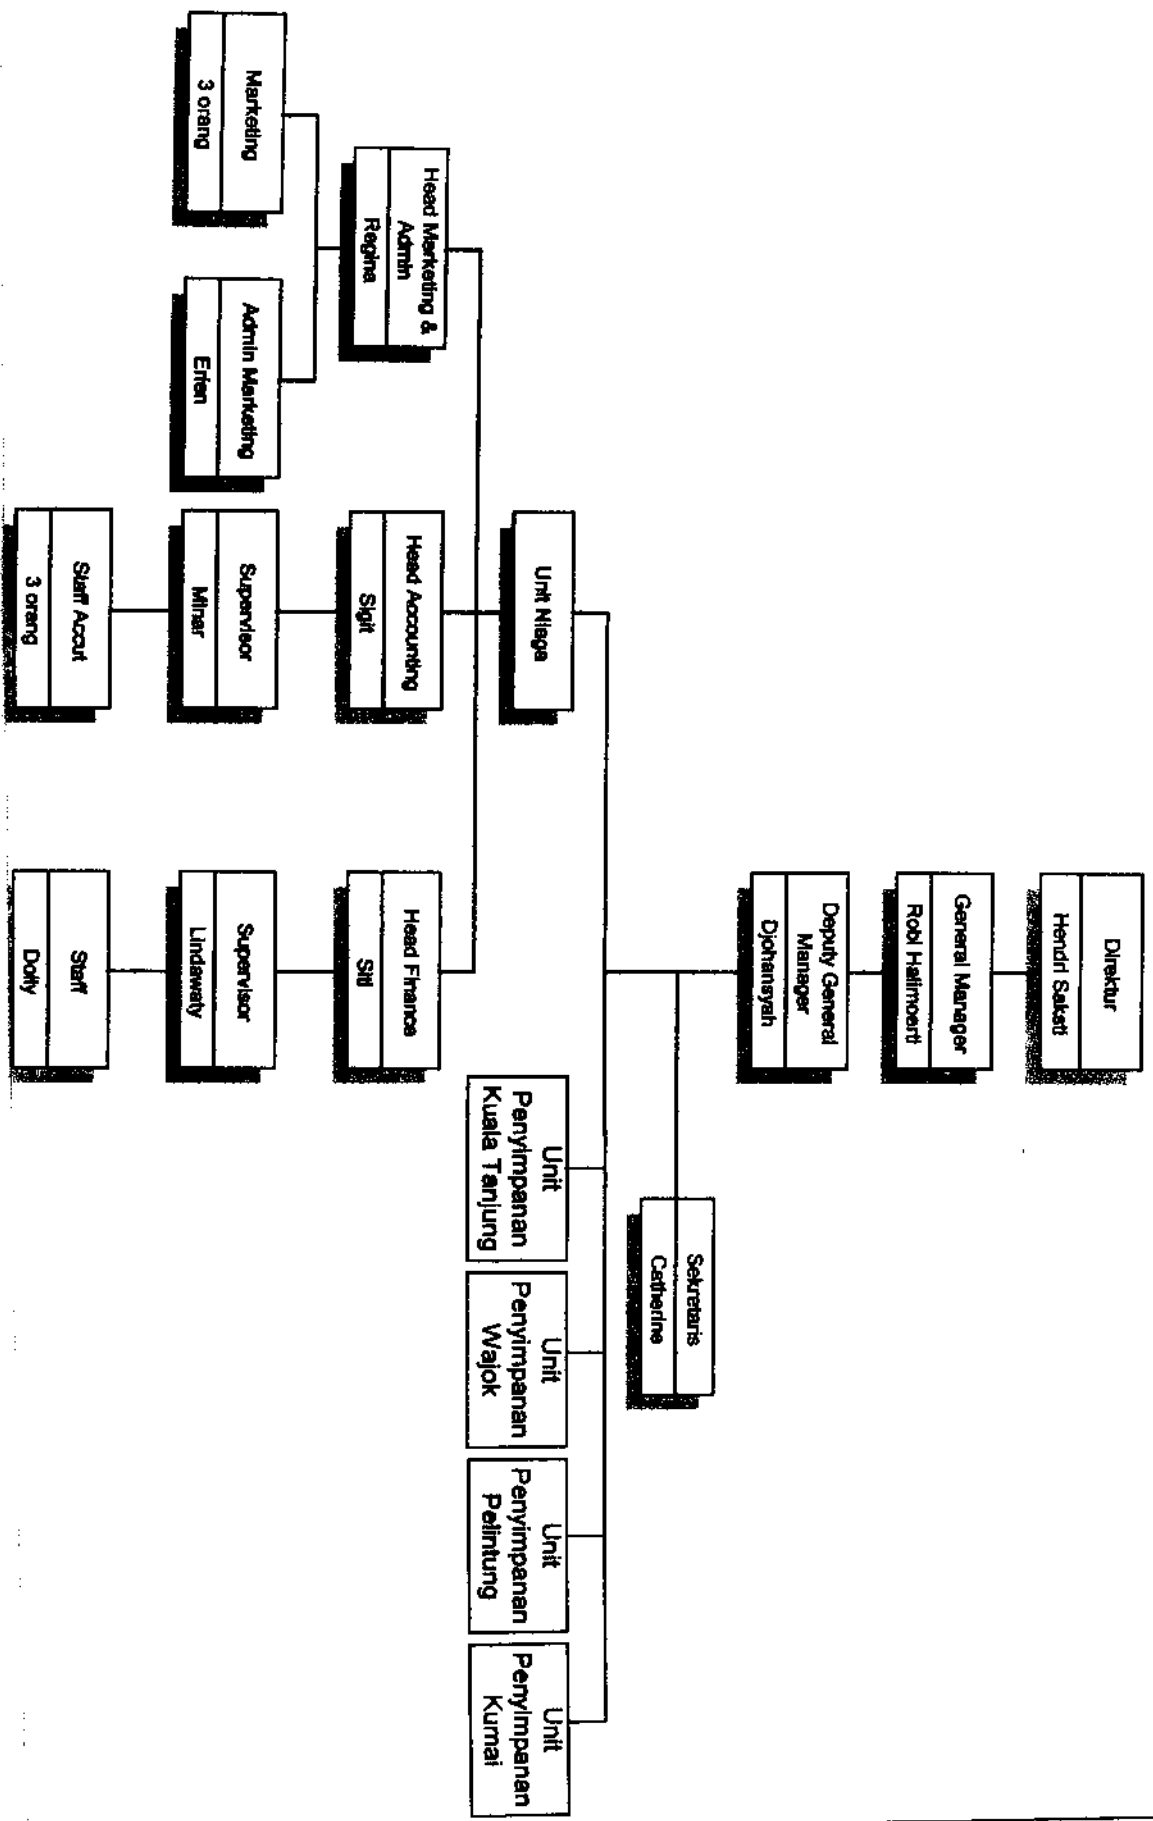 Direktur
Hendri Saksti
General Manager
Robi Halimoerti
Deputy General
Manager
Djohansyah
Sekretaris
Catherine
Unit Niaga
Unit
Penyimpanan
Kuala Tanjung
Unit
Penyimpanan
Wajok
Unit
Penyimpanan
Pelintung
Unit
Penyimpanan
Kumai
Head Marketing &
Admin
Regina
Head Accounting
Sigit
Head Finance
Siti
Marketing
3 orang
Admin Marketing
Erfen
Supervisor
Minar
Supervisor
Lindawaty
Staff Accut
3 orang
Staff
Dolly